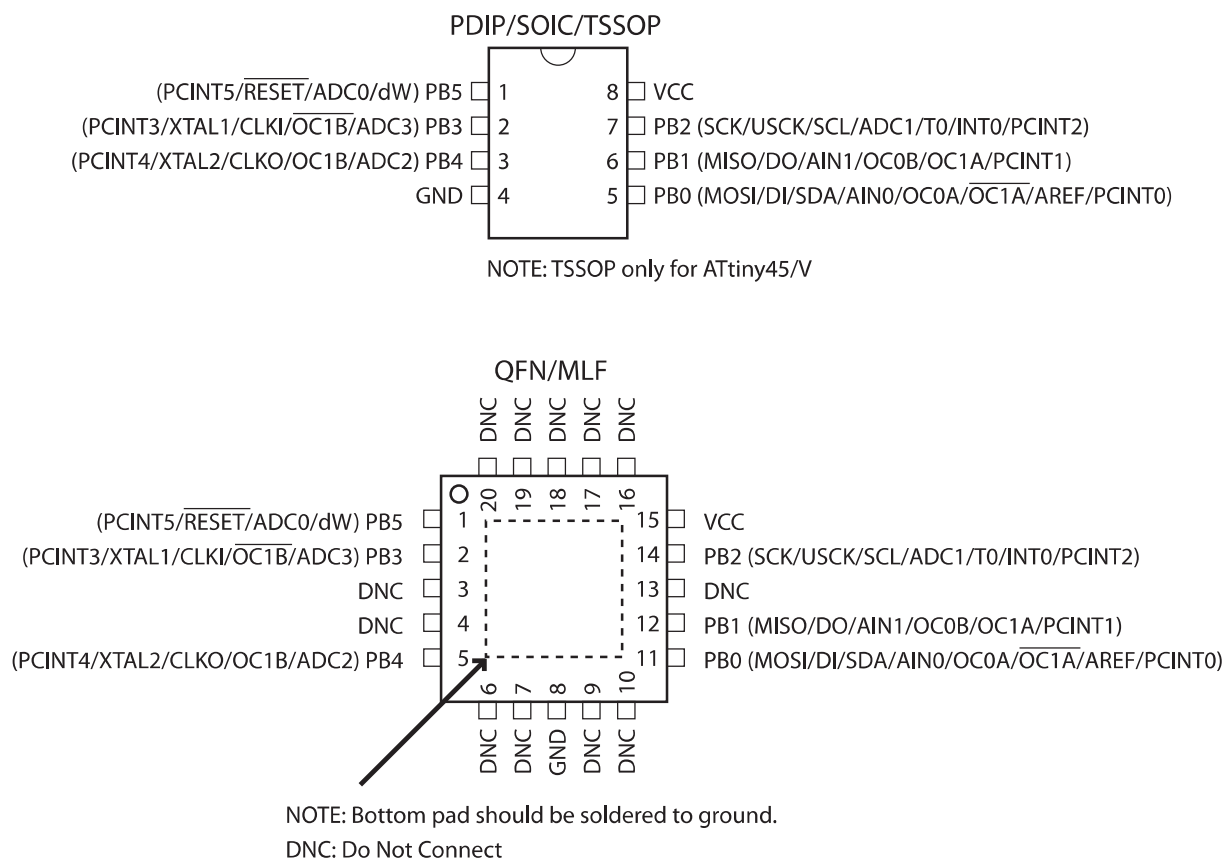 PDIP/SOIC/TSSOP
(PCINT5/RESET/ADC0/dW) PB5 1 8 VCC
(PCINT3/XTAL1/CLKI/OC1B/ADC3) PB3 2 7 PB2 (SCK/USCK/SCL/ADC1/T0/INT0/PCINT2)
(PCINT4/XTAL2/CLKO/OC1B/ADC2) PB4 3 6 PB1 (MISO/DO/AIN1/OC0B/OC1A/PCINT1)
GND 4 5 PB0 (MOSI/DI/SDA/AIN0/OC0A/OC1A/AREF/PCINT0)
NOTE: TSSOP only for ATtiny45/V
QFN/MLF
DNC DNC DNC DNC DNC
20 19 18 17 16
(PCINT5/RESET/ADC0/dW) PB5 1 15 VCC
(PCINT3/XTAL1/CLKI/OC1B/ADC3) PB3 2 14 PB2 (SCK/USCK/SCL/ADC1/T0/INT0/PCINT2)
DNC 3 13 DNC
DNC 4 12 PB1 (MISO/DO/AIN1/OC0B/OC1A/PCINT1)
(PCINT4/XTAL2/CLKO/OC1B/ADC2) PB4 5 11 PB0 (MOSI/DI/SDA/AIN0/OC0A/OC1A/AREF/PCINT0)
6 7 8 9 10
DNC DNC GND DNC DNC
NOTE: Bottom pad should be soldered to ground.
DNC: Do Not Connect